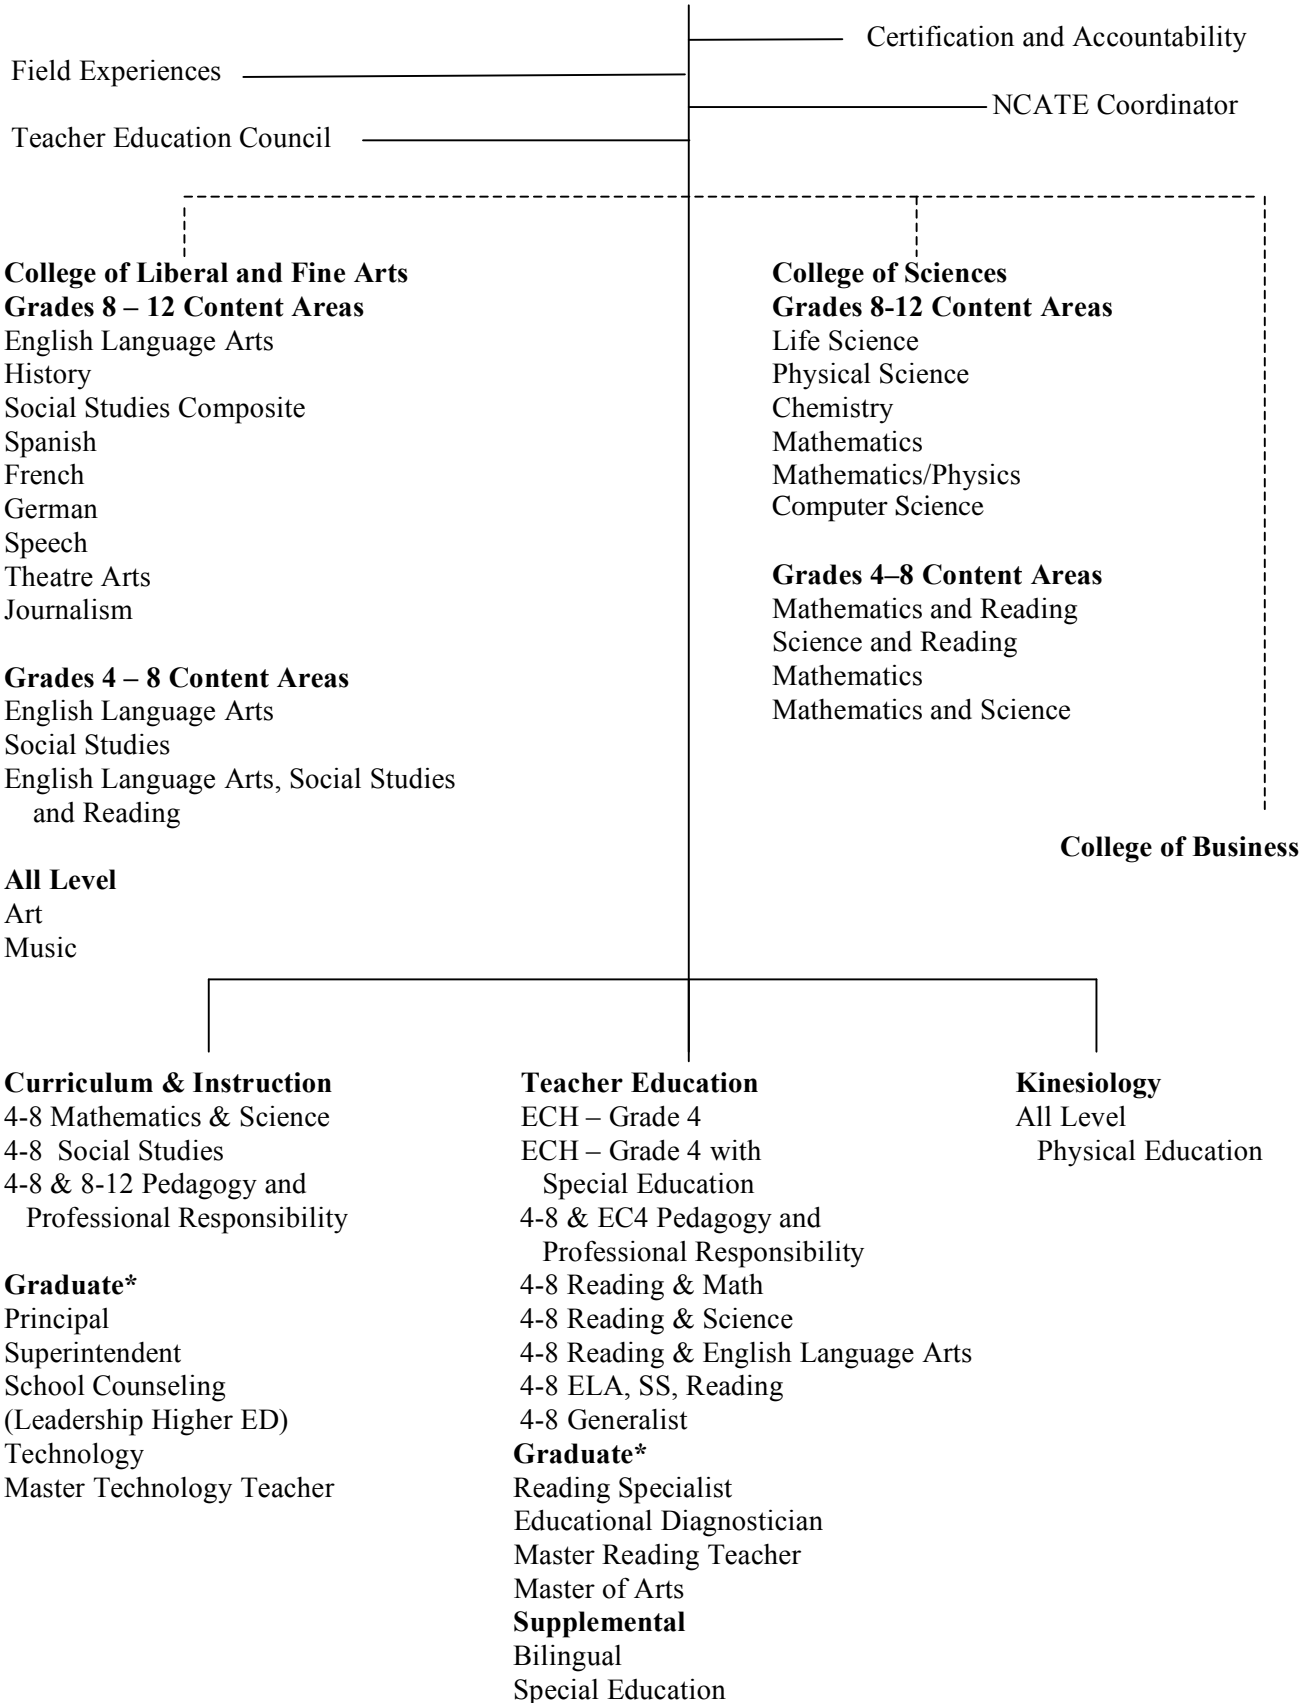 Certification and Accountability
Field Experiences
NCATE Coordinator
Teacher Education Council
College of Liberal and Fine Arts
Grades 8 – 12 Content Areas
English Language Arts
History
Social Studies Composite
Spanish
French
German
Speech
Theatre Arts
Journalism
Grades 4 – 8 Content Areas
English Language Arts
Social Studies
English Language Arts, Social Studies
and Reading
All Level
Art
Music
College of Sciences
Grades 8-12 Content Areas
Life Science
Physical Science
Chemistry
Mathematics
Mathematics/Physics
Computer Science
Grades 4–8 Content Areas
Mathematics and Reading
Science and Reading
Mathematics
Mathematics and Science
College of Business
Curriculum & Instruction
4-8 Mathematics & Science
4-8 Social Studies
4-8 & 8-12 Pedagogy and
Professional Responsibility
Graduate*
Principal
Superintendent
School Counseling
(Leadership Higher ED)
Technology
Master Technology Teacher
Teacher Education
ECH – Grade 4
ECH – Grade 4 with
Special Education
4-8 & EC4 Pedagogy and
Professional Responsibility
4-8 Reading & Math
4-8 Reading & Science
4-8 Reading & English Language Arts
4-8 ELA, SS, Reading
4-8 Generalist
Graduate*
Reading Specialist
Educational Diagnostician
Master Reading Teacher
Master of Arts
Supplemental
Bilingual
Special Education
Kinesiology
All Level
Physical Education